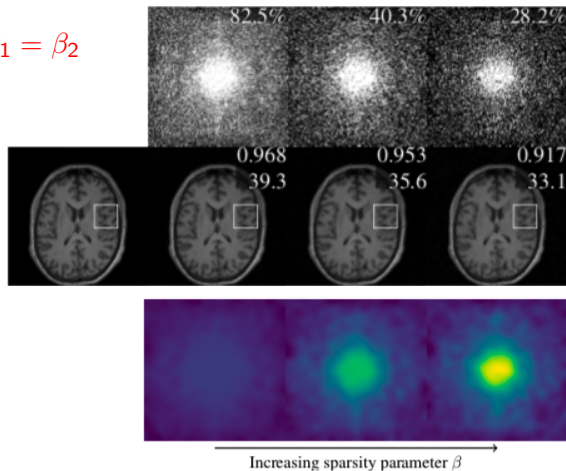 ₁ = β₂
82.5% 40.3% 28.2%
0.968 0.953 0.917
39.3 35.6 33.1
Increasing sparsity parameter β